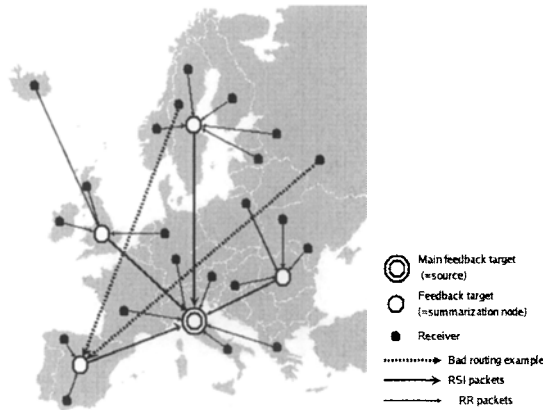 Main feedback target
(=source)
Feedback target
(=summarization node)
Receiver
Bad routing example
RSI packets
RR packets